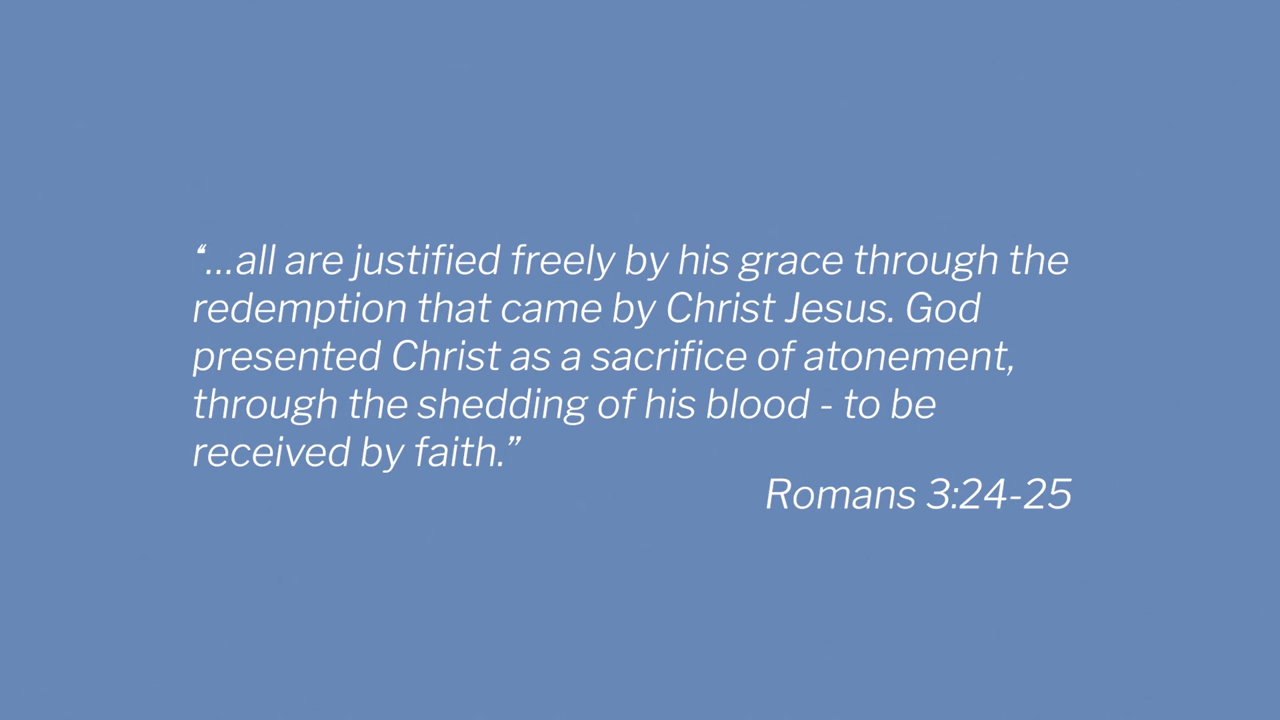 “...all are justified freely by his grace through the
redemption that came by Christ Jesus. God
presented Christ as a sacrifice of atonement,
through the shedding of his blood - to be
received by faith.”
Romans 3:24-25